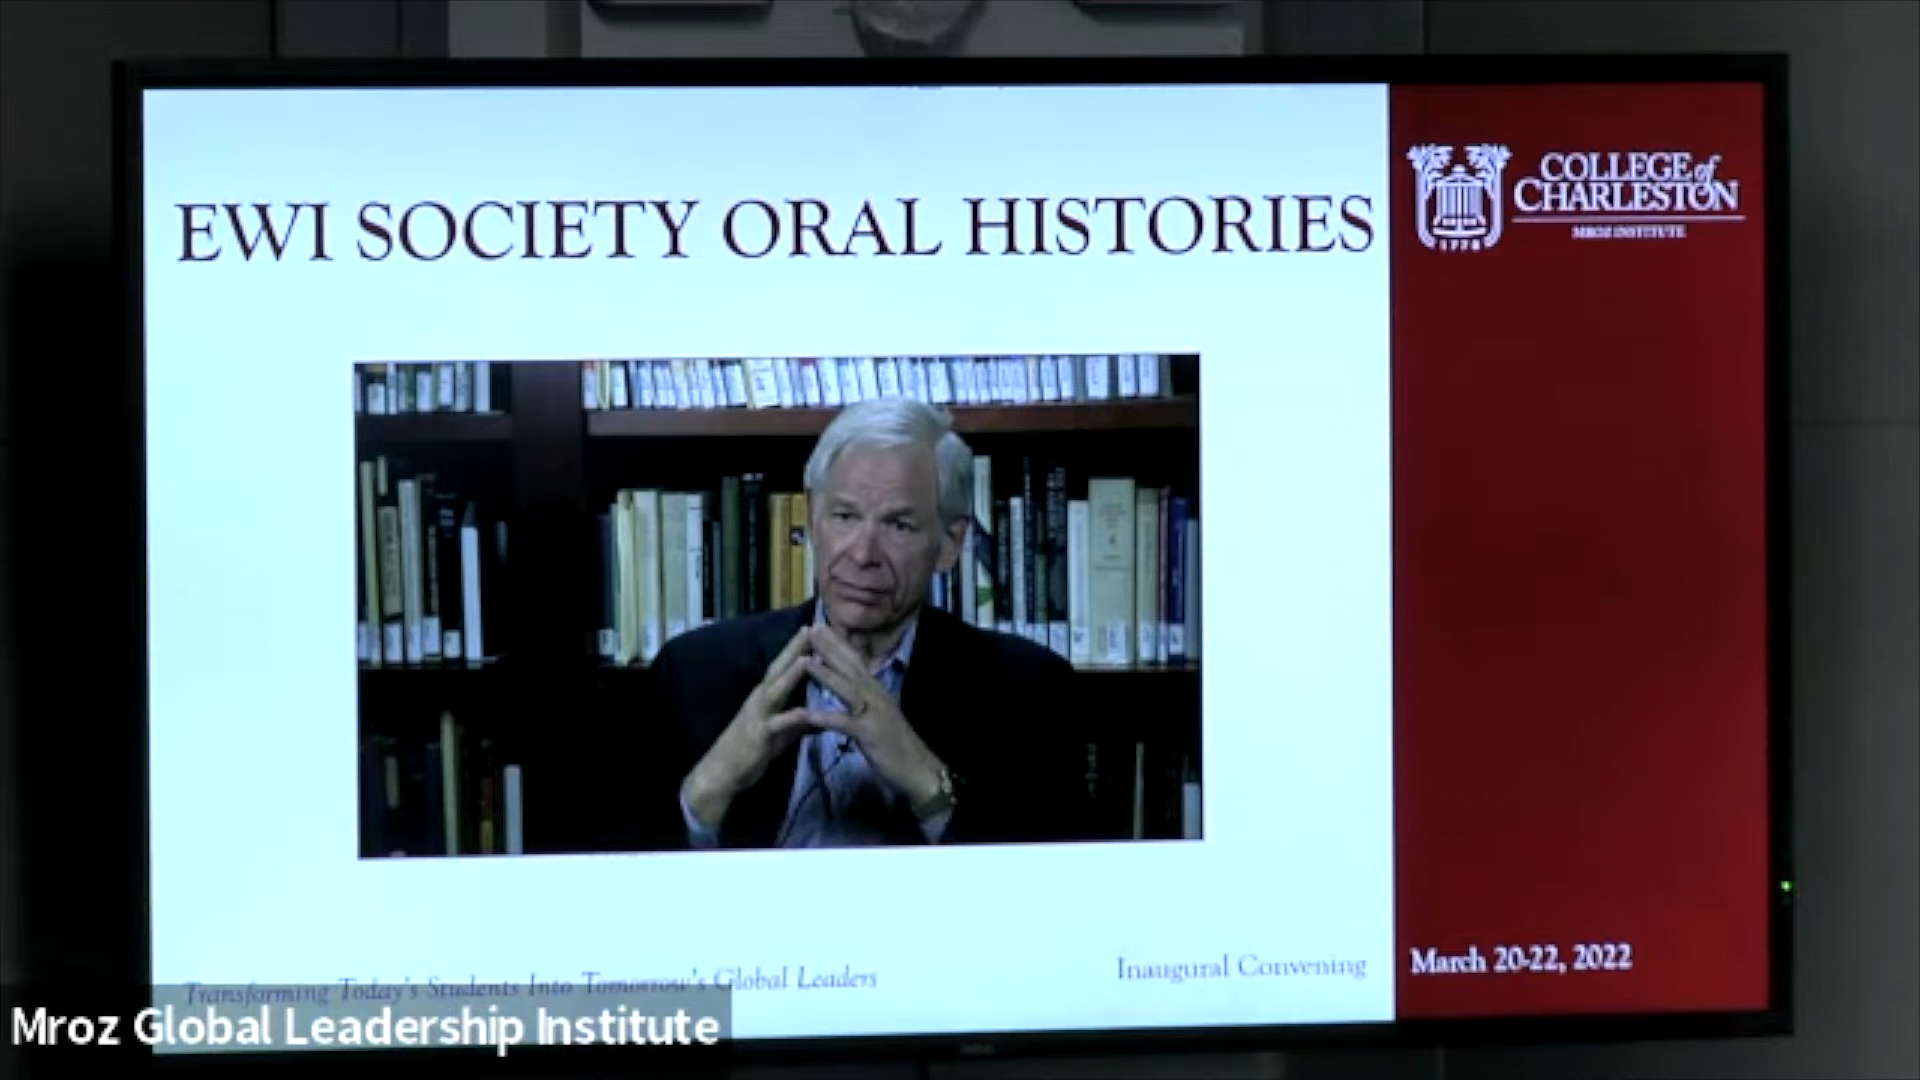 EWI SOCIETY ORAL HISTORIES
COLLEGE of
CHARLESTON
MROZ INSTITUTE
1770
Transforming Today's Students Into Tomorrow's Global Leaders
Inaugural Convening
March 20-22, 2022
Mroz Global Leadership Institute